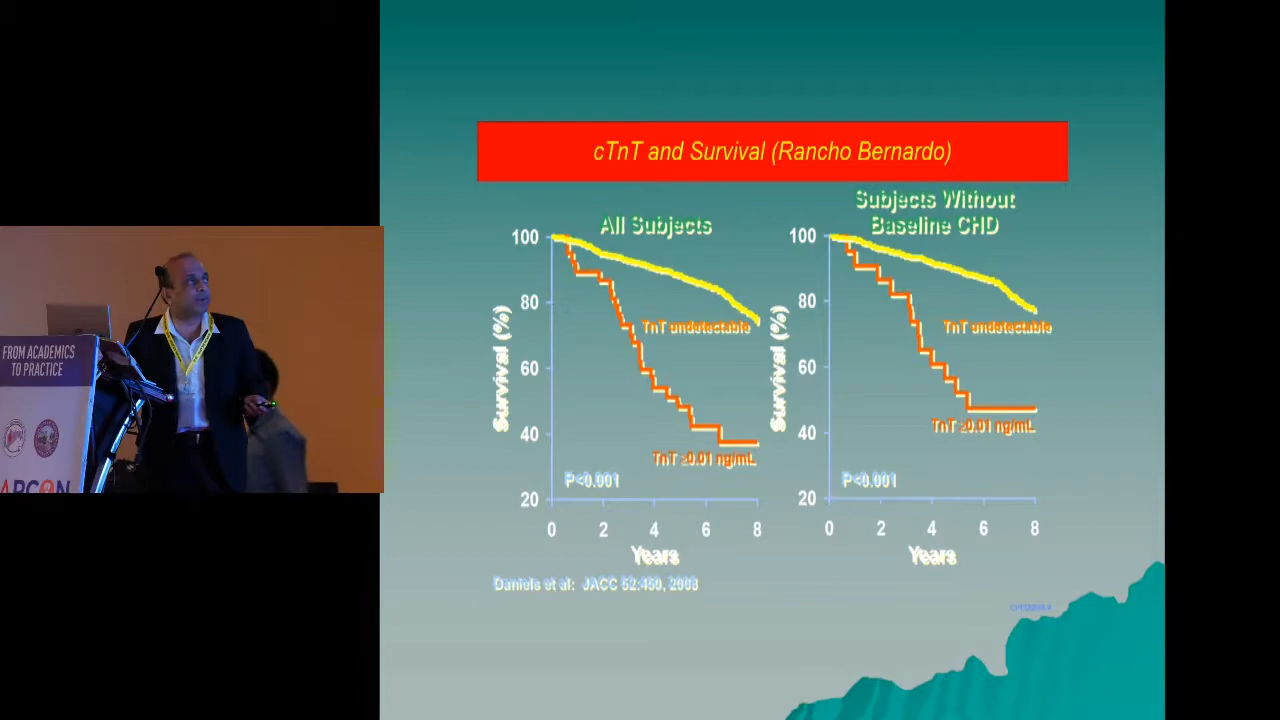 FROM ACADEMICS
TO PRACTICE
cTnT and Survival (Rancho Bernardo)
All Subjects
Survival (%)
100
80
60
40
20
TnT undetectable
TnT ≥0.01 ng/mL
P<0.001
0 2 4 6 8
Years
Subjects Without
Baseline CHD
Survival (%)
100
80
60
40
20
TnT undetectable
TnT ≥0.01 ng/mL
P<0.001
0 2 4 6 8
Years
Daniels et al: JACC 52:450, 2008